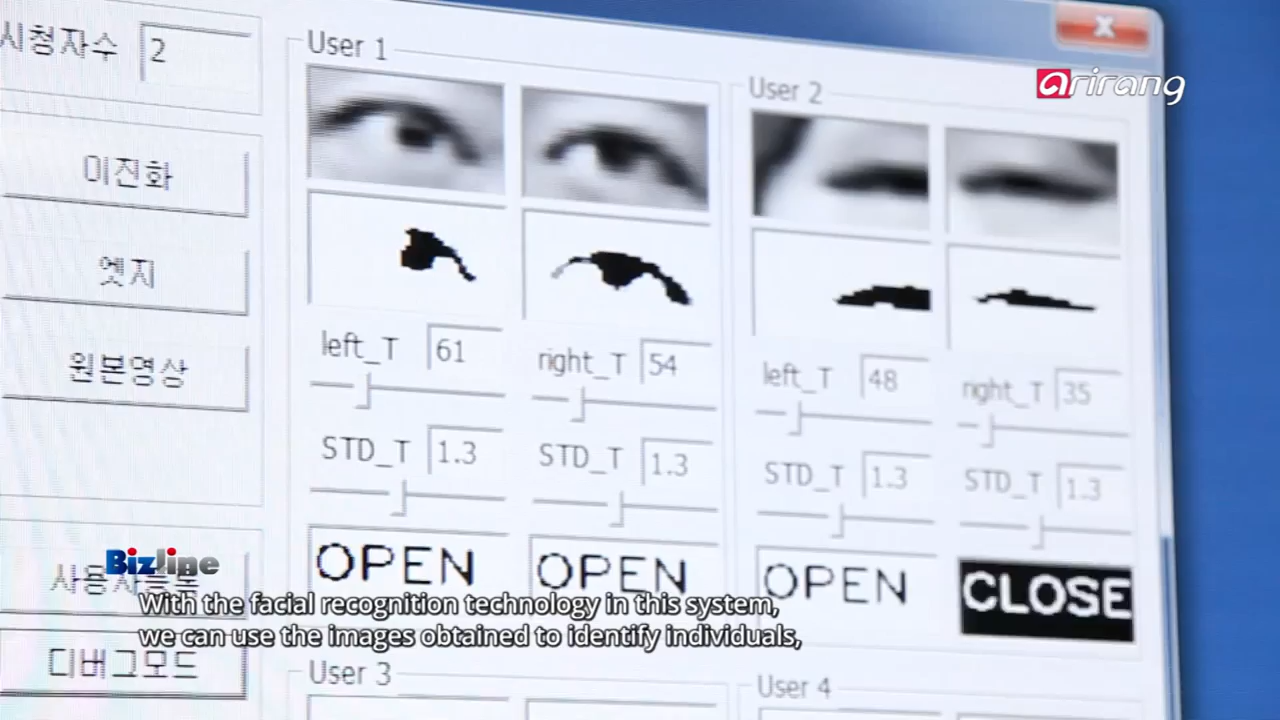 시청자수 2
이진화
엣지
원본영상
디버그모드
User 1
left_T 61
right_T 54
STD_T 1.3
STD_T 1.3
OPEN
OPEN
User 2
left_T 48
right_T 35
STD_T 1.3
STD_T 1.3
OPEN
CLOSE
User 3
User 4
arirang
Bizline
With the facial recognition technology in this system,
we can use the images obtained to identify individuals,